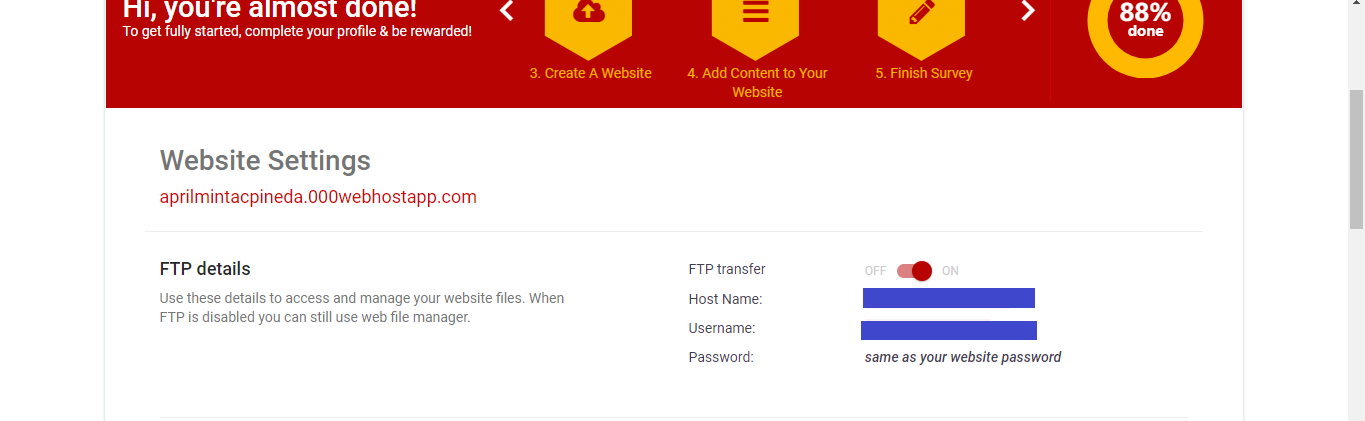 Hi, you're almost done!
To get fully started, complete your profile & be rewarded!
3. Create A Website
4. Add Content to Your
Website
5. Finish Survey
88%
done
Website Settings
aprilmintacpineda.000webhostapp.com
FTP details
Use these details to access and manage your website files. When
FTP is disabled you can still use web file manager.
FTP transfer
OFF ON
Host Name:
Username:
Password:
same as your website password